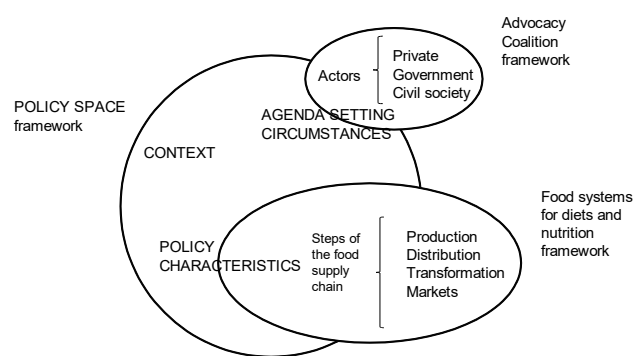 Advocacy
Coalition
framework
Actors
Private
Government
Civil society
POLICY SPACE
framework
AGENDA SETTING
CIRCUMSTANCES
CONTEXT
Food systems
for diets and
nutrition
framework
POLICY
CHARACTERISTICS
Steps of
the food
supply
chain
Production
Distribution
Transformation
Markets